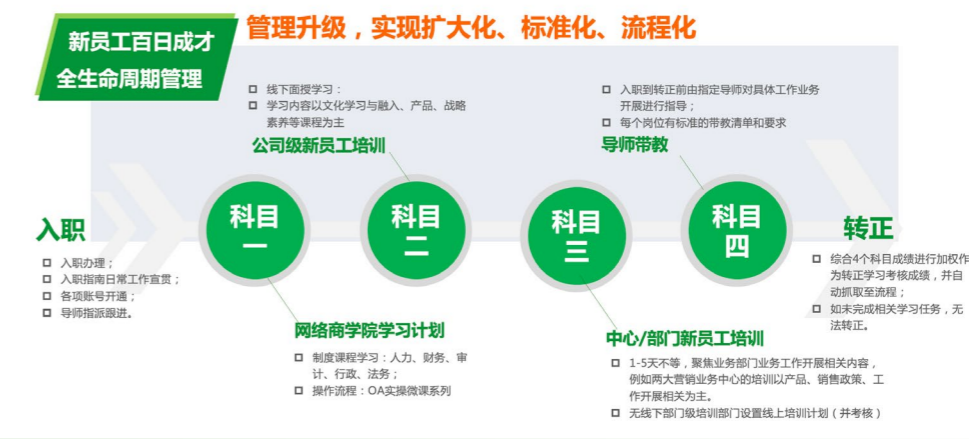 新员工百日成才
全生命周期管理
管理升级，实现扩大化、标准化、流程化
线下面授学习：
学习内容以文化学习与融入、产品、战略
素养等课程为主
公司级新员工培训
入职到转正前由指定导师对具体工作业务
开展进行指导；
每个岗位有标准的带教清单和要求
导师带教
入职
入职办理；
入职指南日常工作宣贯；
各项账号开通；
导师指派跟进。
科目
一
科目
二
科目
三
科目
四
转正
综合4个科目成绩进行加权作
为转正学习考核成绩，并自
动抓取至流程；
如未完成相关学习任务，无
法转正。
网络商学院学习计划
制度课程学习：人力、财务、审
计、行政、法务；
操作流程：OA实操微课系列
中心/部门新员工培训
1-5天不等，聚焦业务部门业务工作开展相关内容，
例如两大营销业务中心的培训以产品、销售政策、工
作开展相关为主。
无线下部门级培训部门设置线上培训计划（并考核）